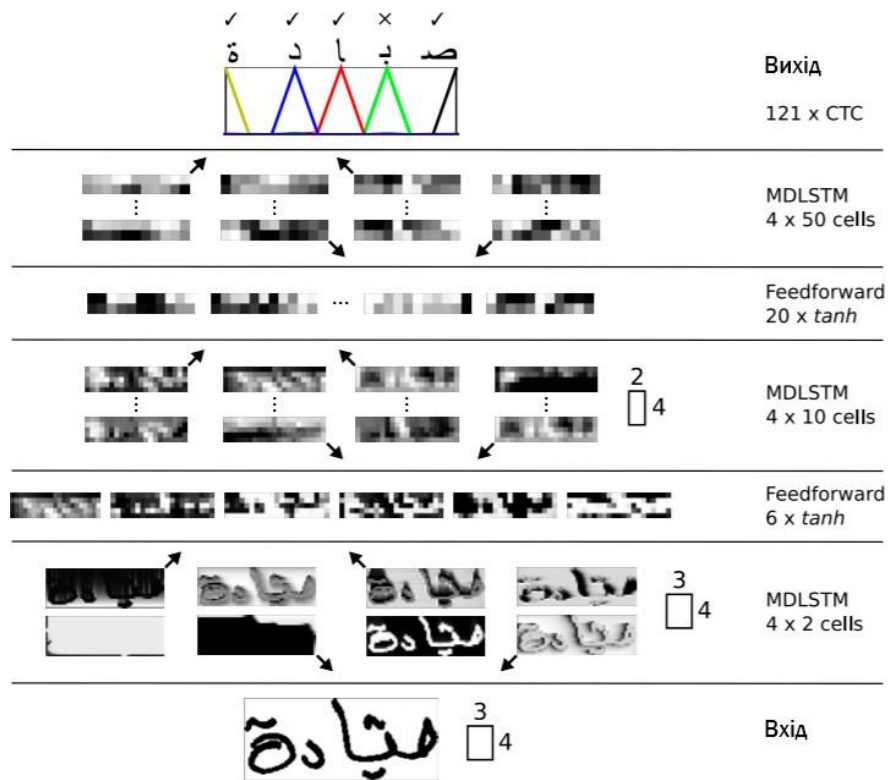 ✓ ✓ ✓ × ✓
صـ بـ ا د ة
Вихід
121 x CTC
MDLSTM
4 x 50 cells
Feedforward
20 x tanh
...
2
4
MDLSTM
4 x 10 cells
Feedforward
6 x tanh
3
4
MDLSTM
4 x 2 cells
3
4
Вхід